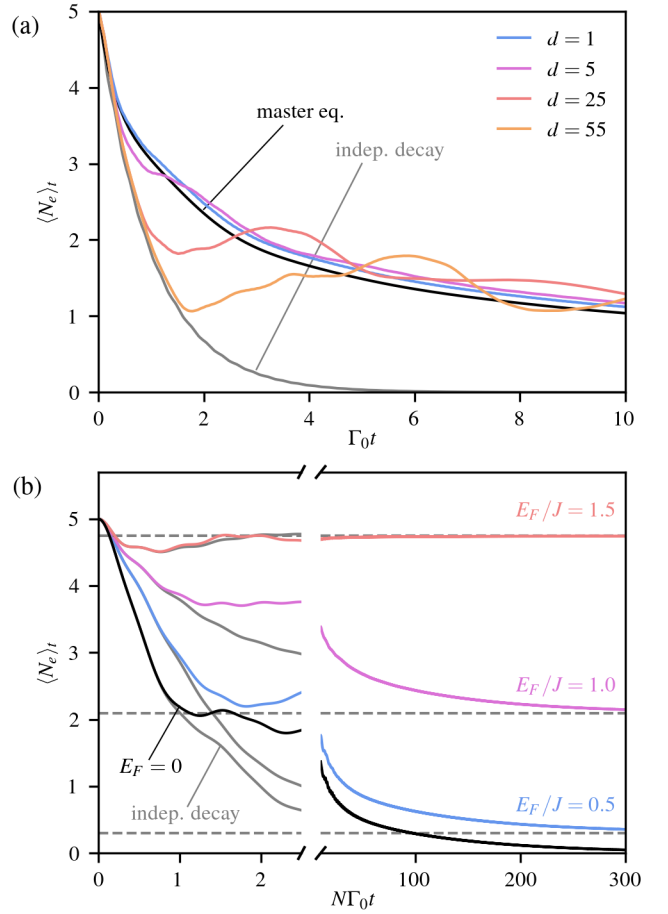 (a)
5
4
3
2
1
0
⟨N_e⟩_t
d = 1
d = 5
d = 25
d = 55
master eq.
indep. decay
0 2 4 6 8 10
Γ_0 t
(b)
5
4
3
2
1
0
⟨N_e⟩_t
E_F/J = 1.5
E_F/J = 1.0
E_F/J = 0.5
E_F = 0
indep. decay
0 1 2 100 200 300
NΓ_0 t